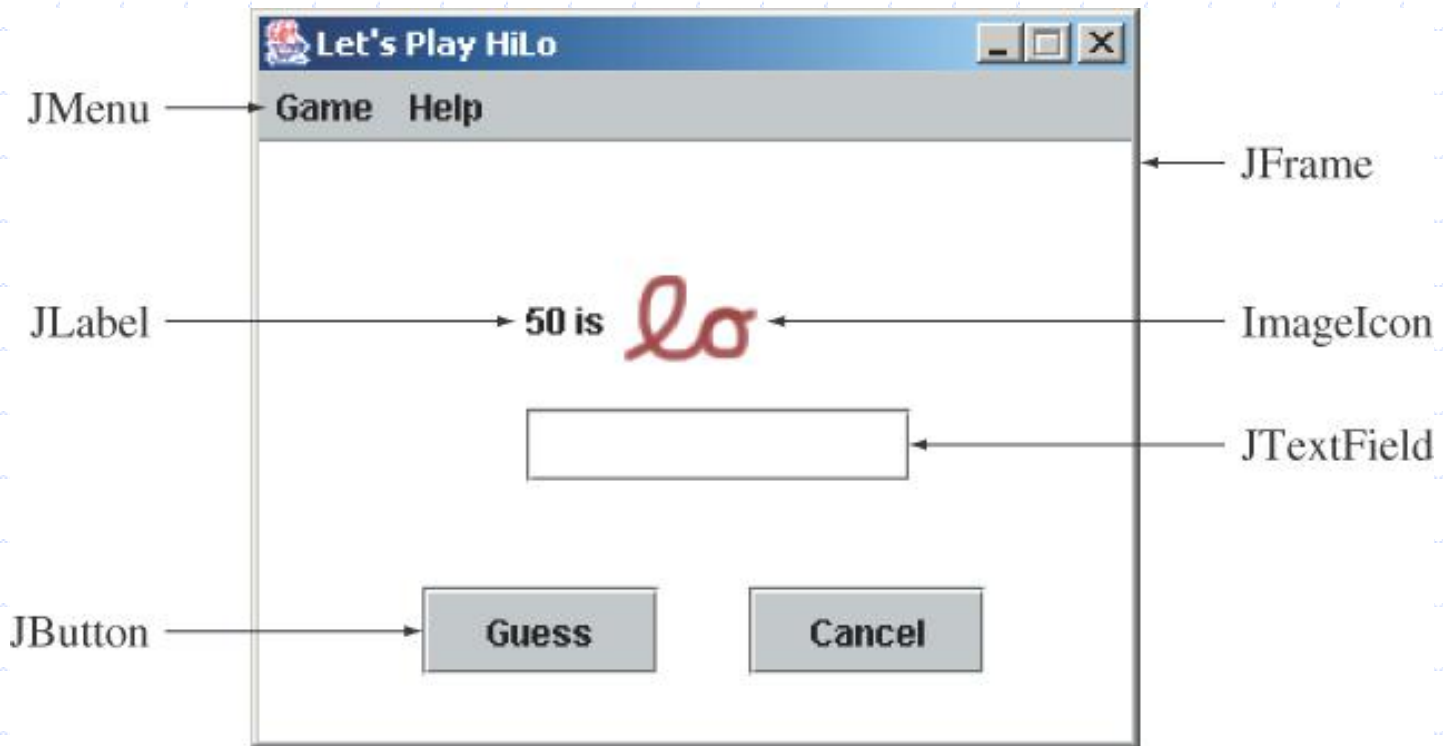 Let's Play HiLo
JMenu
Game Help
JFrame
JLabel
50 is lo
ImageIcon
JTextField
JButton
Guess
Cancel